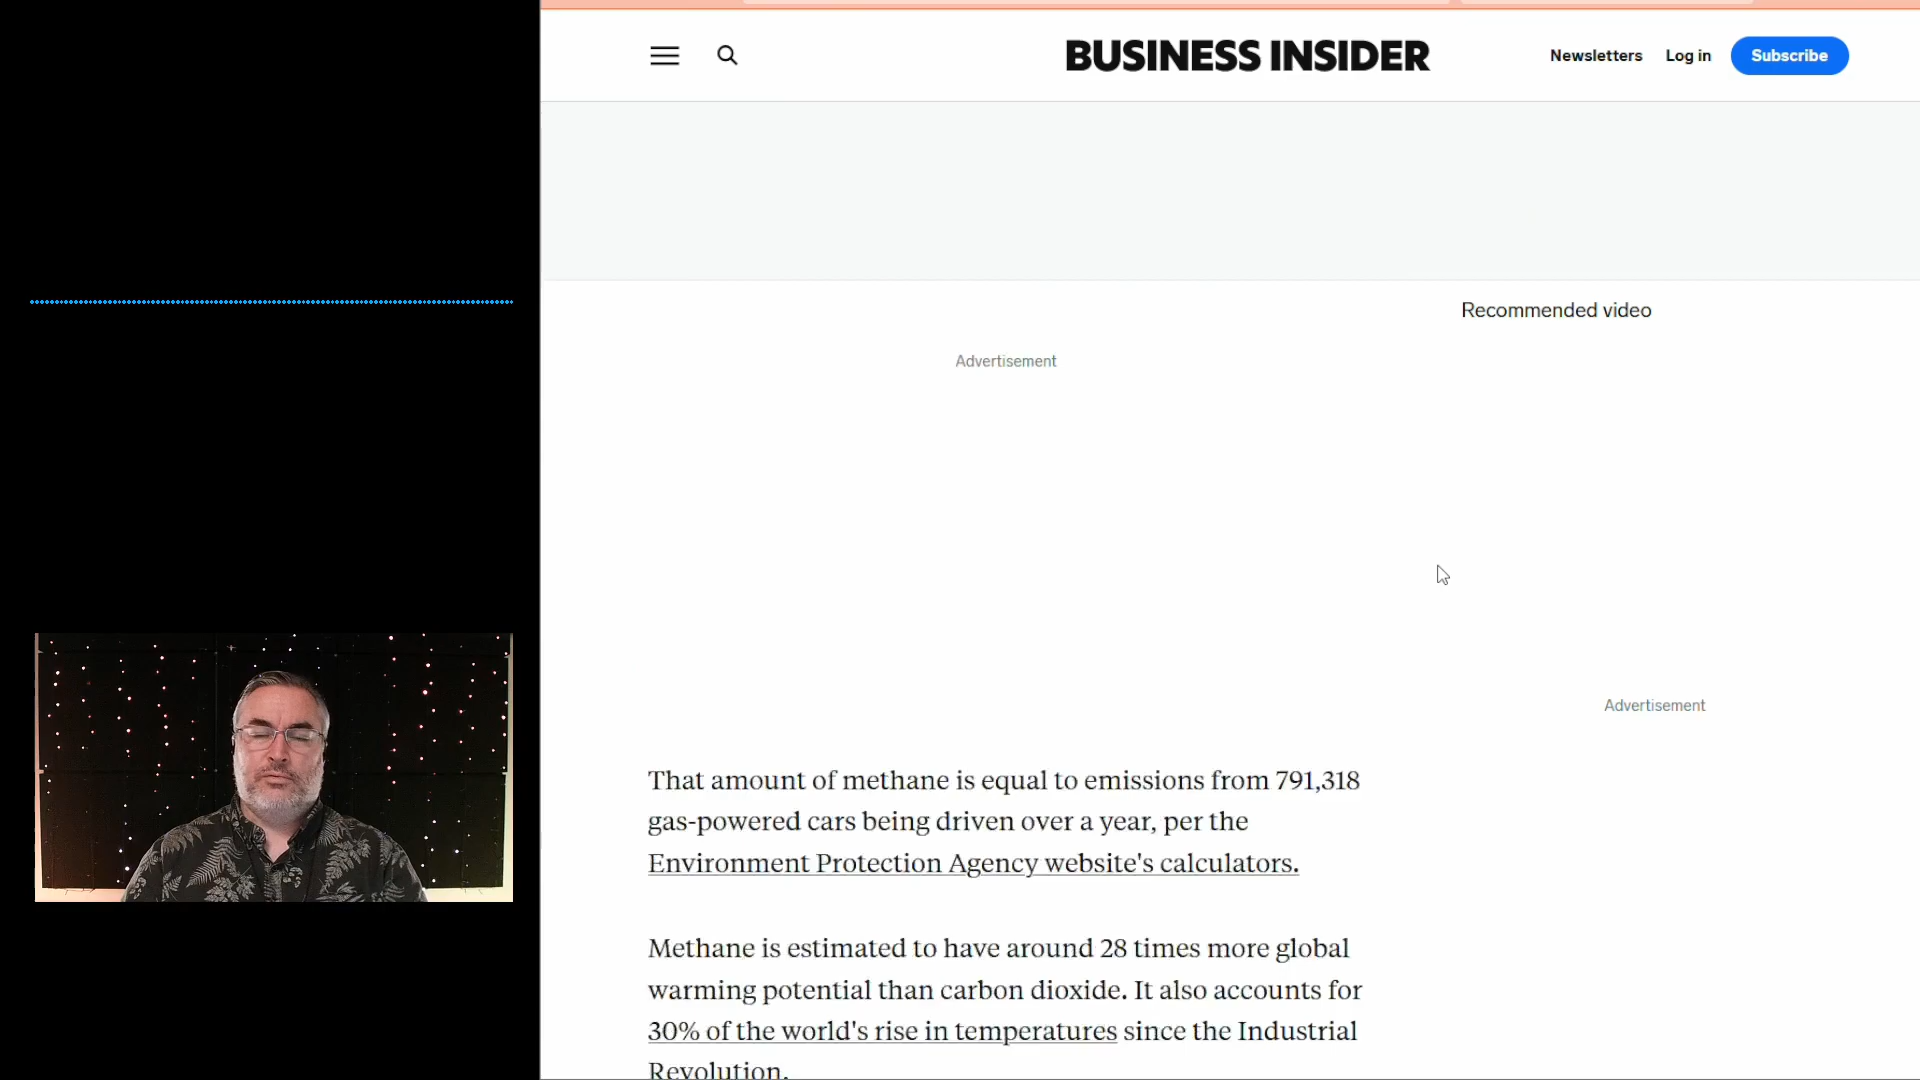 BUSINESS INSIDER
Newsletters
Log in
Subscribe
Recommended video
Advertisement
Advertisement
That amount of methane is equal to emissions from 791,318
gas-powered cars being driven over a year, per the
Environment Protection Agency website's calculators.
Methane is estimated to have around 28 times more global
warming potential than carbon dioxide. It also accounts for
30% of the world's rise in temperatures since the Industrial
Revolution.